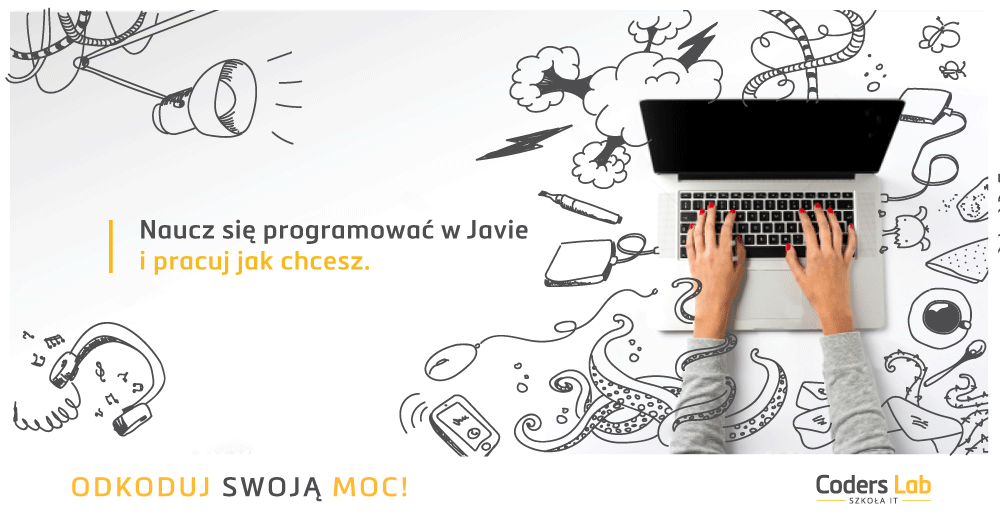 Naucz się programować w Javie
i pracuj jak chcesz.
ODKODUJ SWOJĄ MOC!
Coders Lab
SZKOŁA IT